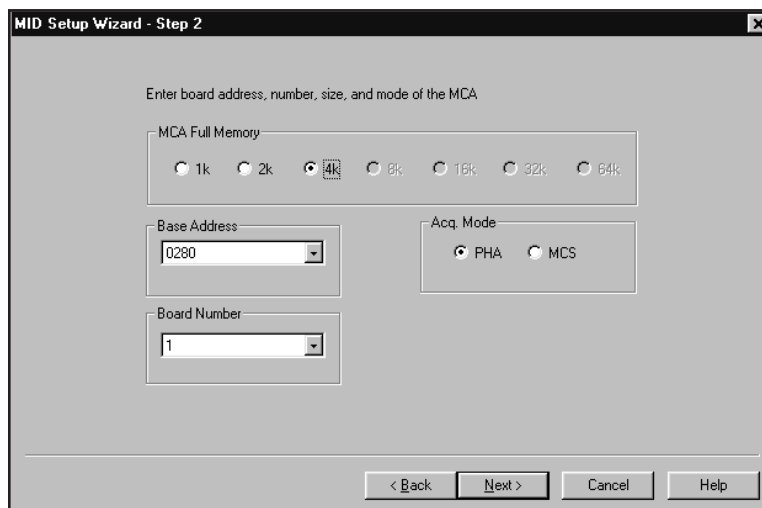 MID Setup Wizard - Step 2
Enter board address, number, size, and mode of the MCA
MCA Full Memory
1k 2k 4k 8k 16k 32k 64k
Base Address
0280
Acq. Mode
PHA MCS
Board Number
1
< Back Next > Cancel Help